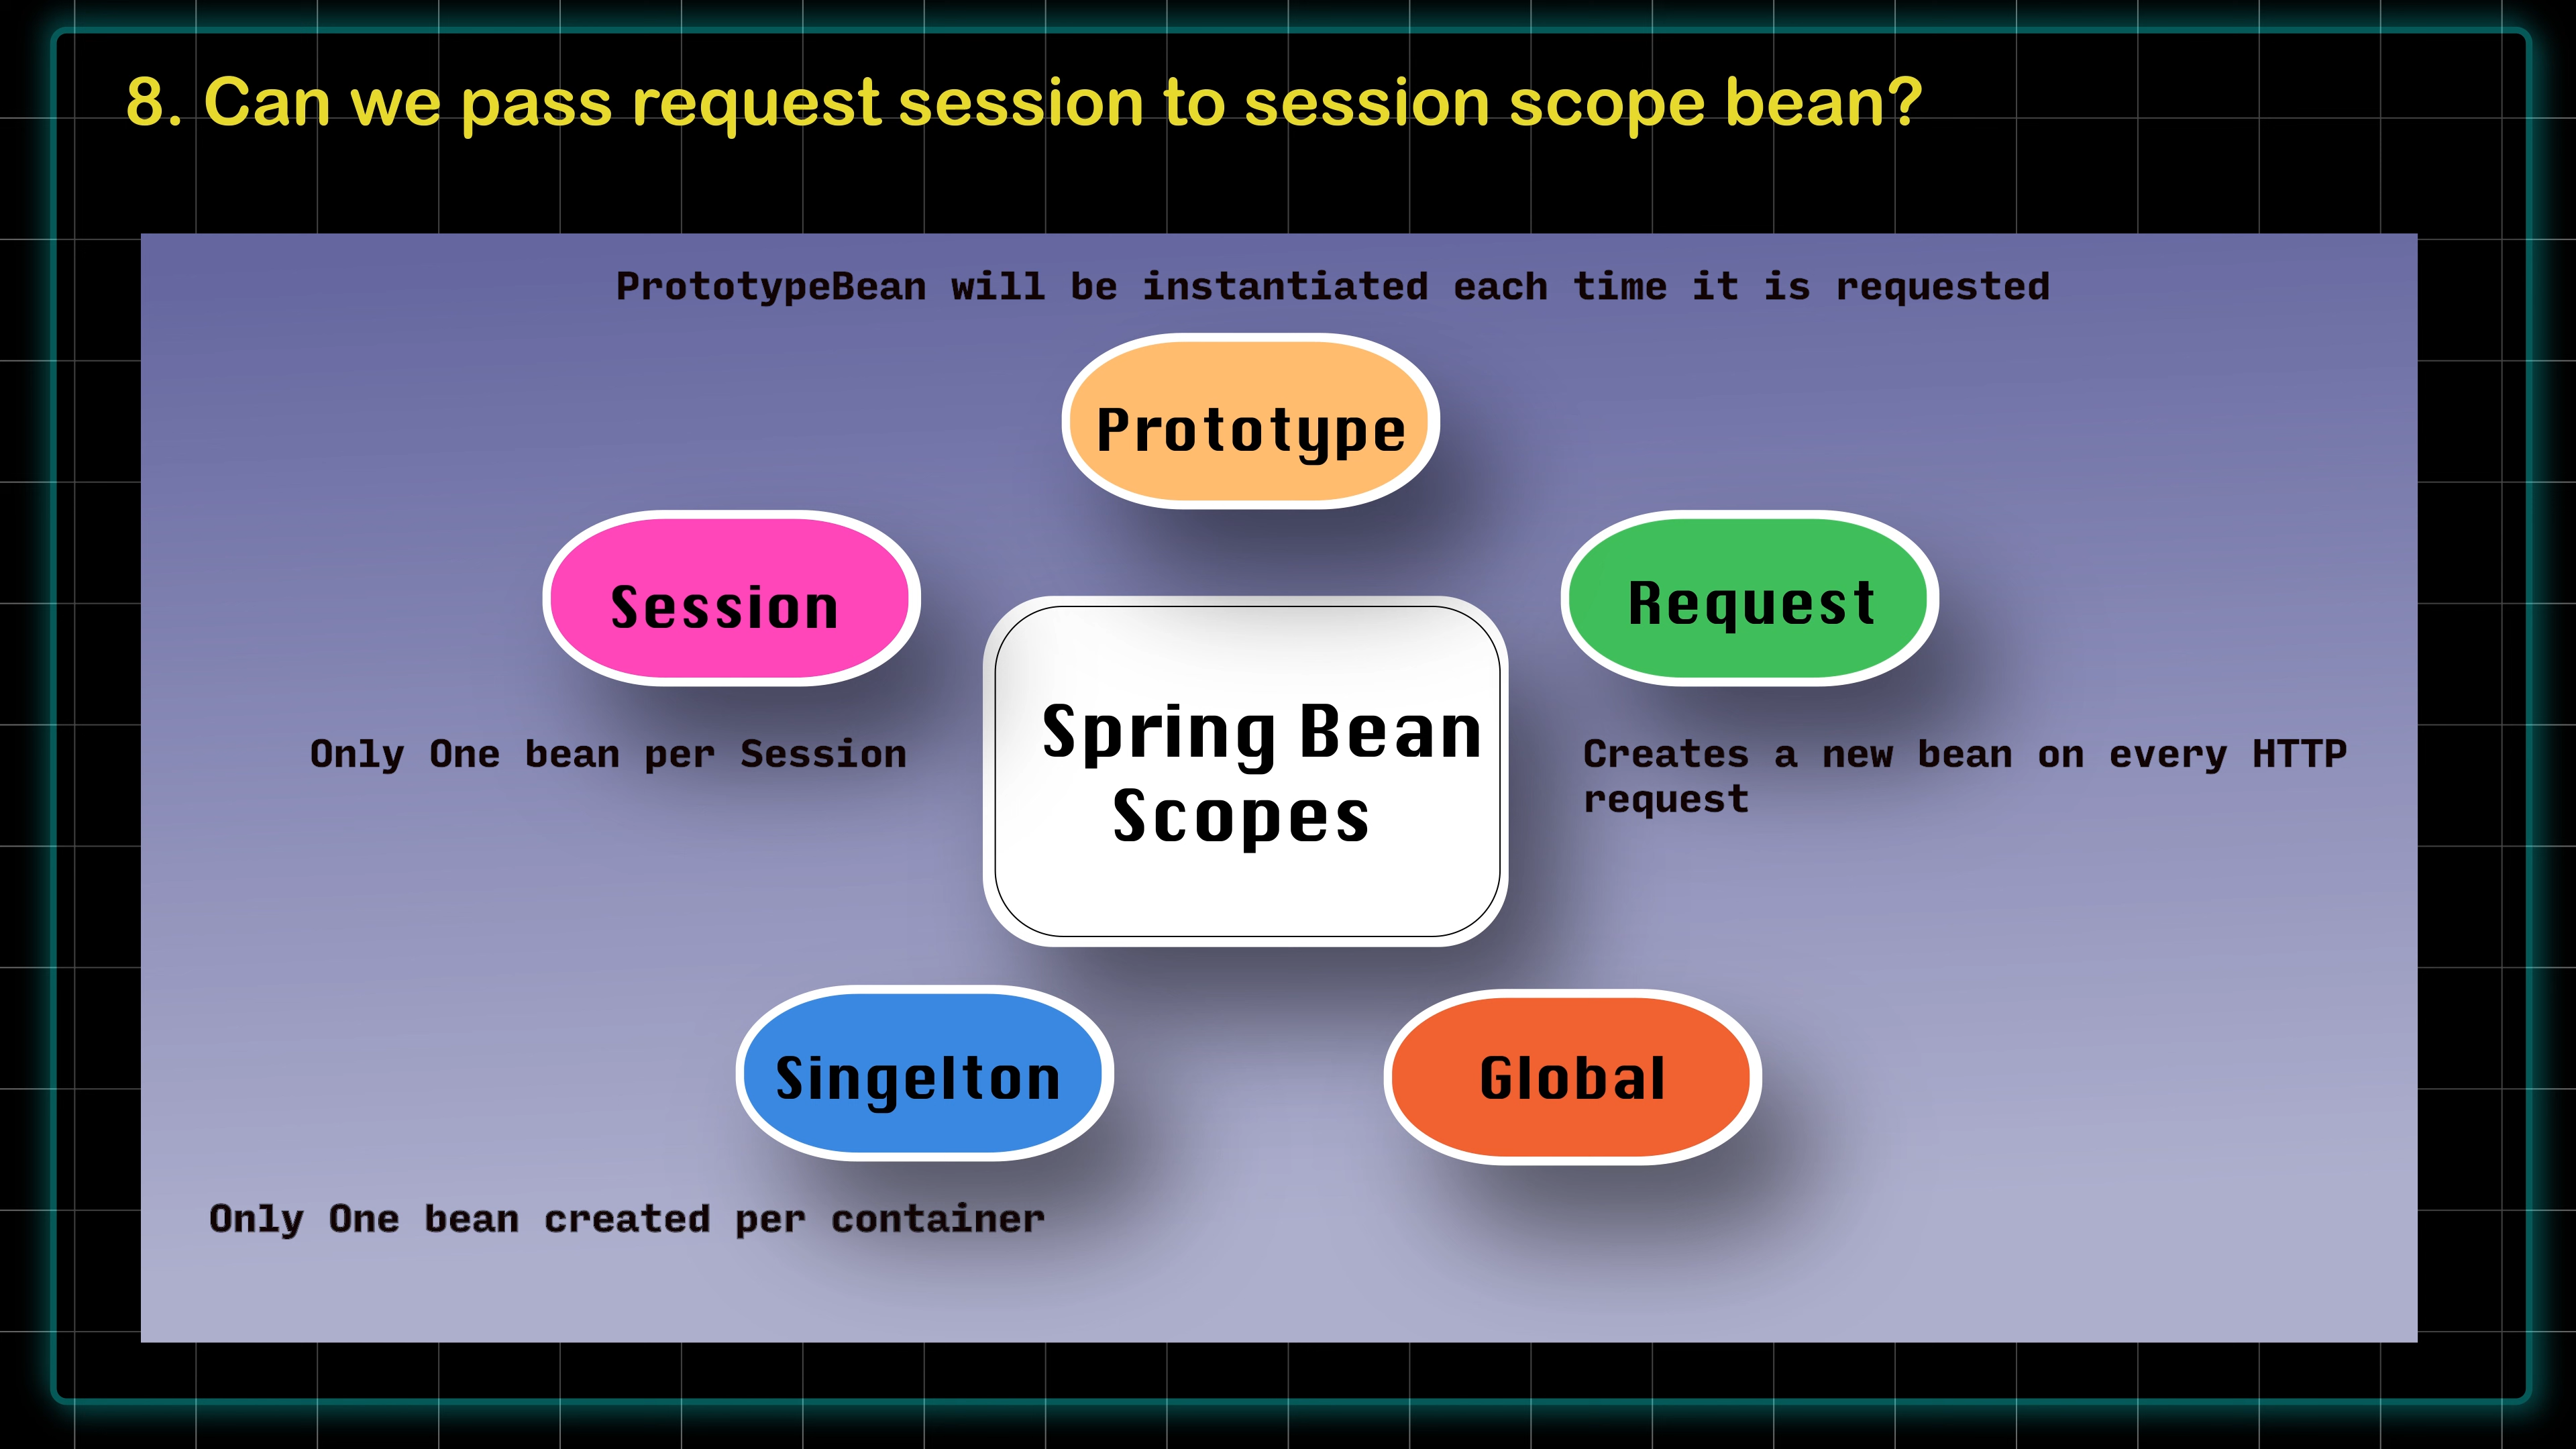 8. Can we pass request session to session scope bean?
PrototypeBean will be instantiated each time it is requested
Prototype
Session
Request
Only One bean per Session
Spring Bean
Scopes
Creates a new bean on every HTTP
request
Singelton
Global
Only One bean created per container